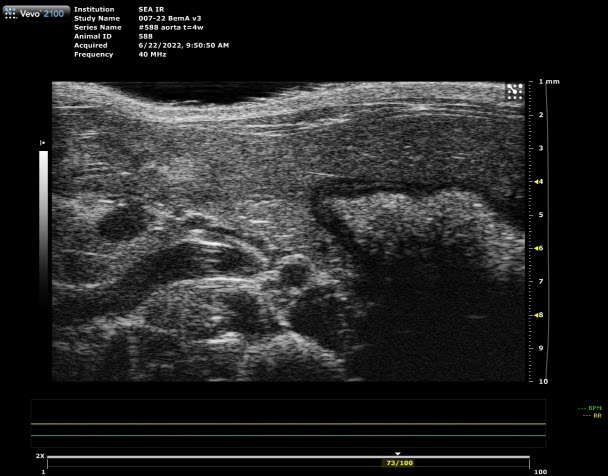 Vevo 2100
Institution SEA IR
Study Name 007-22 BemA v3
Series Name #588 aorta t=4w
Animal ID 588
Acquired 6/22/2022, 9:50:50 AM
Frequency 40 MHz
1 mm
2
3
4
5
6
7
8
9
10
--- BPM
--- RR
2X
73/100
1 100